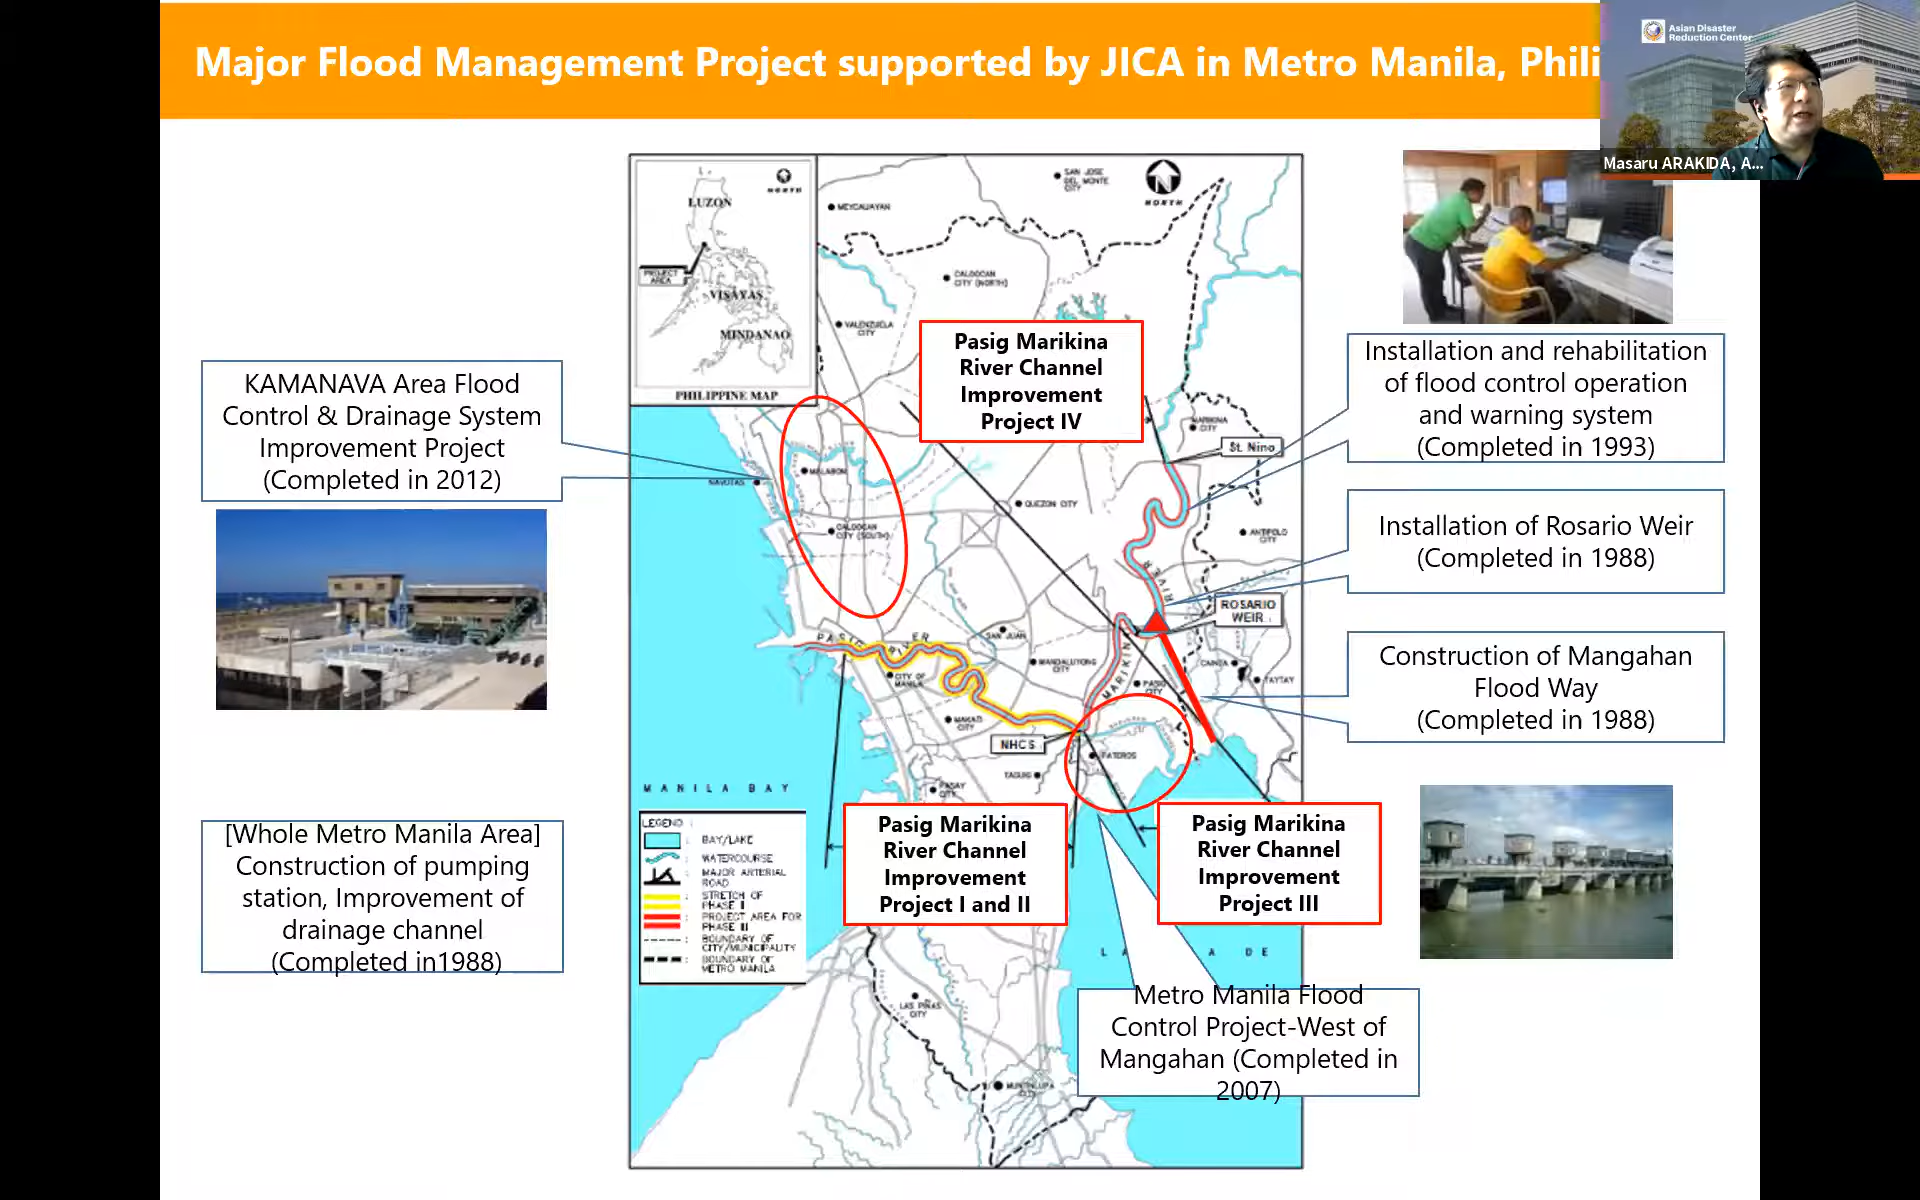 Major Flood Management Project supported by JICA in Metro Manila, Phili
Asian Disaster
Reduction Center
Masaru ARAKIDA, A...
NORTH
LUZON
PROJECT
AREA
VISAYAS
MINDANAO
PHILIPPINE MAP
SAN JOSE
DEL MONTE
CITY
NORTH
MEYCAUAYAN
CALOOCAN
CITY (NORTH)
VALENZUELA
CITY
Pasig Marikina
River Channel
Improvement
Project IV
MARIKINA
CITY
St. Nino
Installation and rehabilitation
of flood control operation
and warning system
(Completed in 1993)
KAMANAVA Area Flood
Control & Drainage System
Improvement Project
(Completed in 2012)
MALABON
NAVOTAS
QUEZON CITY
CALOOCAN
CITY (SOUTH)
ANTIPOLO
CITY
Installation of Rosario Weir
(Completed in 1988)
RIVER
ROSARIO
WEIR
PASIG RIVER
SAN JUAN
MANDALUYONG
CITY
MARIKINA
CAINTA
TAYTAY
PASIG
CITY
CITY OF
MANILA
MAKATI
CITY
Construction of Mangahan
Flood Way
(Completed in 1988)
NHCS
PATEROS
TAGUIG
PASAY
CITY
MANILA BAY
LEGEND :
BAY/LAKE
WATERCOURSE
MAJOR ARTERIAL
ROAD
STRETCH OF
PHASE II
PROJECT AREA FOR
PHASE III
BOUNDARY OF
CITY/MUNICIPALITY
BOUNDARY OF
METRO MANILA
Pasig Marikina
River Channel
Improvement
Project I and II
Pasig Marikina
River Channel
Improvement
Project III
[Whole Metro Manila Area]
Construction of pumping
station, Improvement of
drainage channel
(Completed in1988)
L A DE
LAS PIÑAS
CITY
MUNTINLUPA
CITY
Metro Manila Flood
Control Project-West of
Mangahan (Completed in
2007)